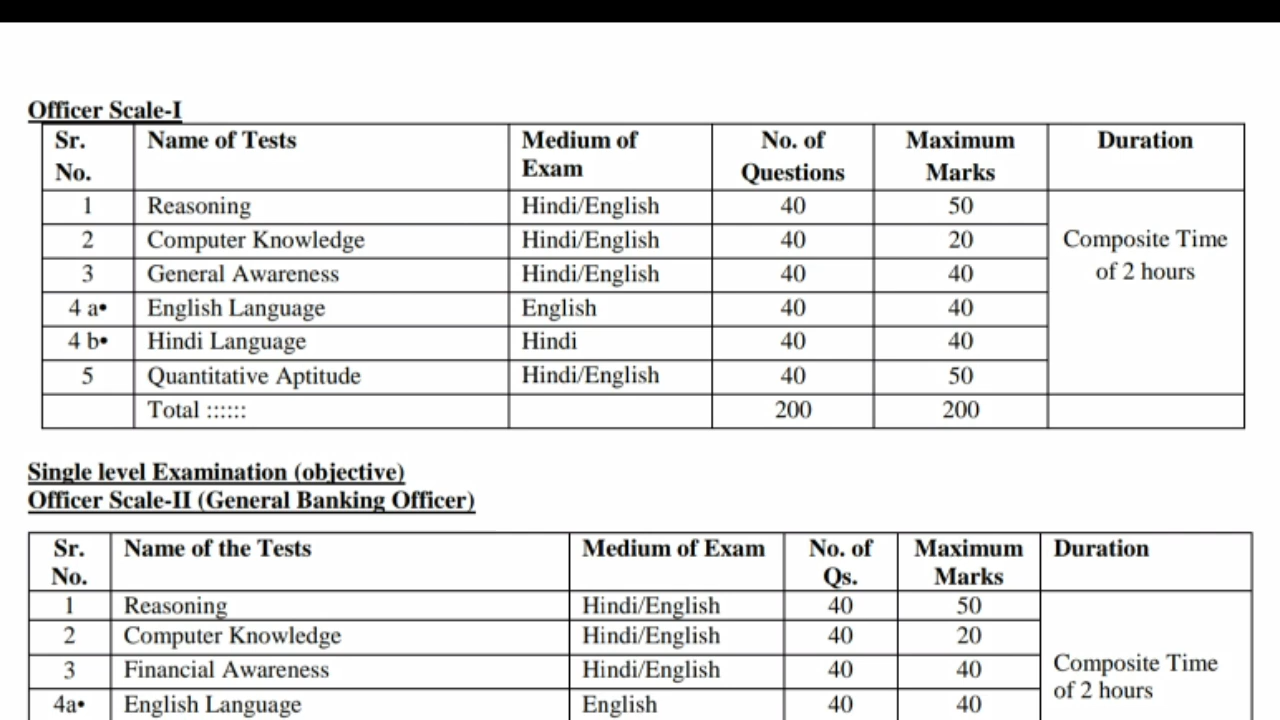 Officer Scale-I
Sr. No. Name of Tests Medium of Exam No. of Questions Maximum Marks Duration
1 Reasoning Hindi/English 40 50 Composite Time of 2 hours
2 Computer Knowledge Hindi/English 40 20
3 General Awareness Hindi/English 40 40
4 a• English Language English 40 40
4 b• Hindi Language Hindi 40 40
5 Quantitative Aptitude Hindi/English 40 50
Total :::::: 200 200
Single level Examination (objective)
Officer Scale-II (General Banking Officer)
Sr. No. Name of the Tests Medium of Exam No. of Qs. Maximum Marks Duration
1 Reasoning Hindi/English 40 50 Composite Time of 2 hours
2 Computer Knowledge Hindi/English 40 20
3 Financial Awareness Hindi/English 40 40
4a• English Language English 40 40